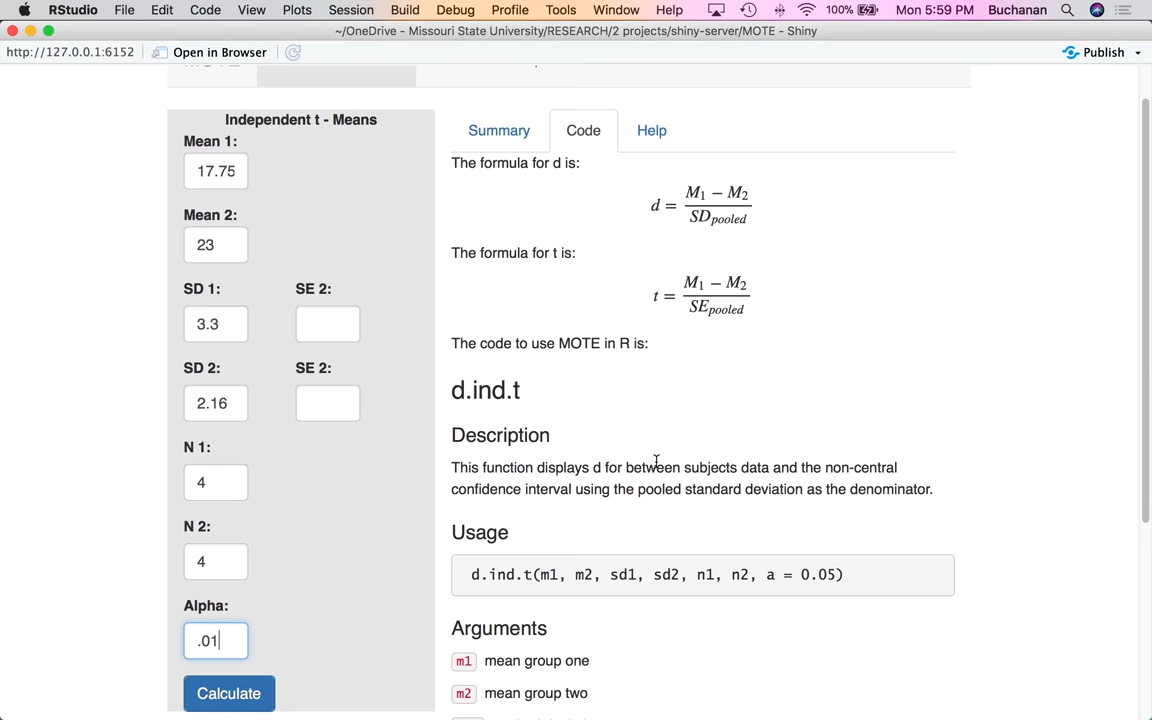 RStudio File Edit Code View Plots Session Build Debug Profile Tools Window Help 100% Mon 5:59 PM Buchanan
~/OneDrive - Missouri State University/RESEARCH/2 projects/shiny-server/MOTE - Shiny
http://127.0.0.1:6152 Open in Browser Publish
Independent t - Means
Mean 1:
17.75
Mean 2:
23
SD 1: SE 2:
3.3
SD 2: SE 2:
2.16
N 1:
4
N 2:
4
Alpha:
.01
Calculate
Summary Code Help
The formula for d is:
d = M1 − M2 / SDpooled
The formula for t is:
t = M1 − M2 / SEpooled
The code to use MOTE in R is:
d.ind.t
Description
This function displays d for between subjects data and the non-central
confidence interval using the pooled standard deviation as the denominator.
Usage
d.ind.t(m1, m2, sd1, sd2, n1, n2, a = 0.05)
Arguments
m1 mean group one
m2 mean group two